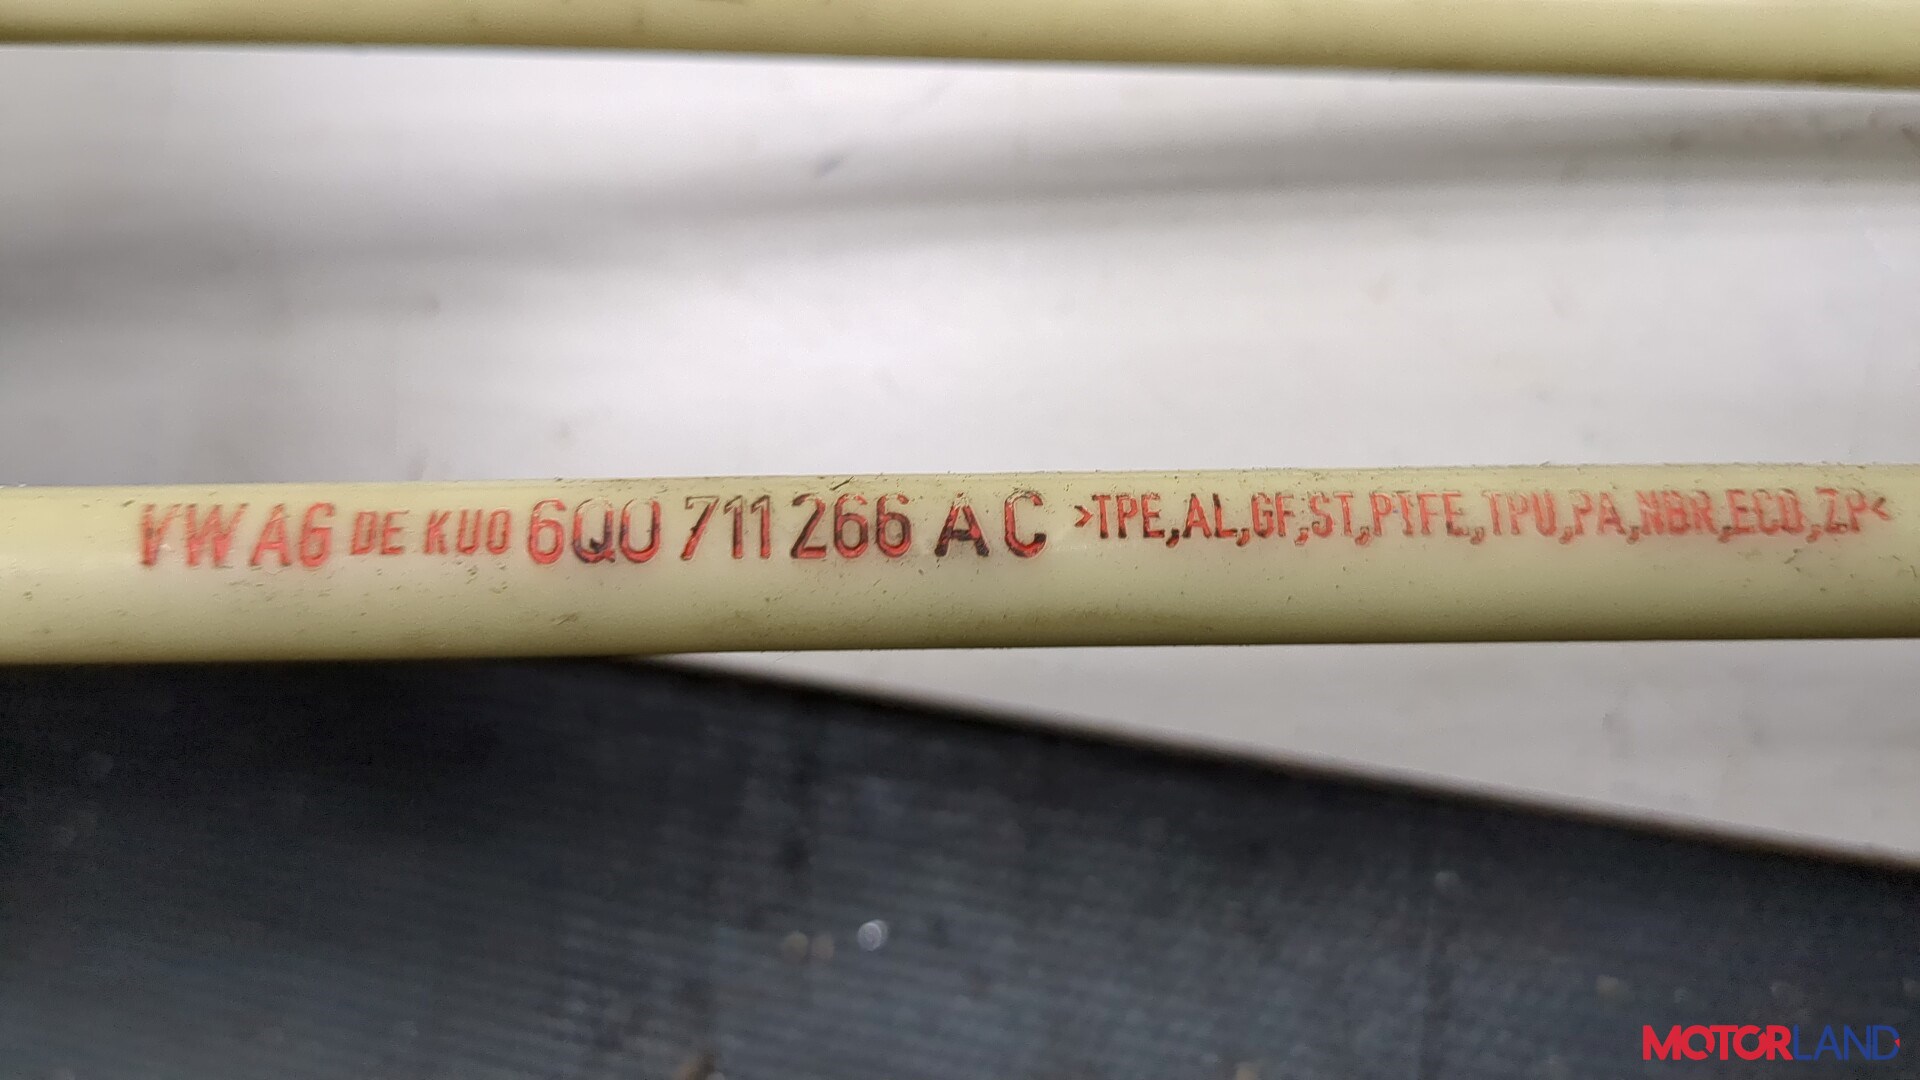 VW AG DE KUO 6Q0 711 266 AC >TPE,AL,GF,ST,PTFE,TPU,PA,NBR,ECO,ZP<
MOTORLAND